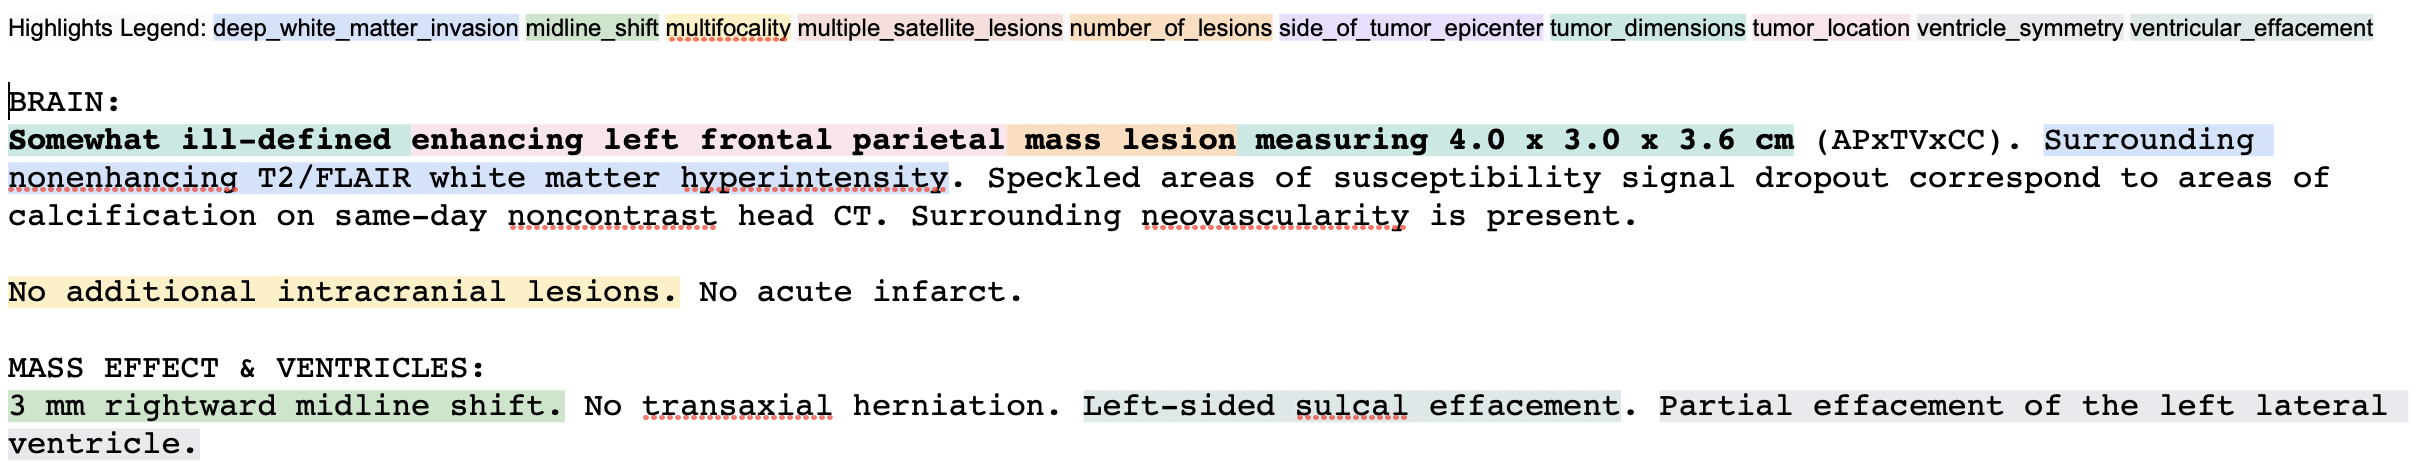 Highlights Legend: deep_white_matter_invasion midline_shift multifocality multiple_satellite_lesions number_of_lesions side_of_tumor_epicenter tumor_dimensions tumor_location ventricle_symmetry ventricular_effacement
BRAIN:
Somewhat ill-defined enhancing left frontal parietal mass lesion measuring 4.0 x 3.0 x 3.6 cm (APxTVxCC). Surrounding
nonenhancing T2/FLAIR white matter hyperintensity. Speckled areas of susceptibility signal dropout correspond to areas of
calcification on same-day noncontrast head CT. Surrounding neovascularity is present.
No additional intracranial lesions. No acute infarct.
MASS EFFECT & VENTRICLES:
3 mm rightward midline shift. No transaxial herniation. Left-sided sulcal effacement. Partial effacement of the left lateral
ventricle.